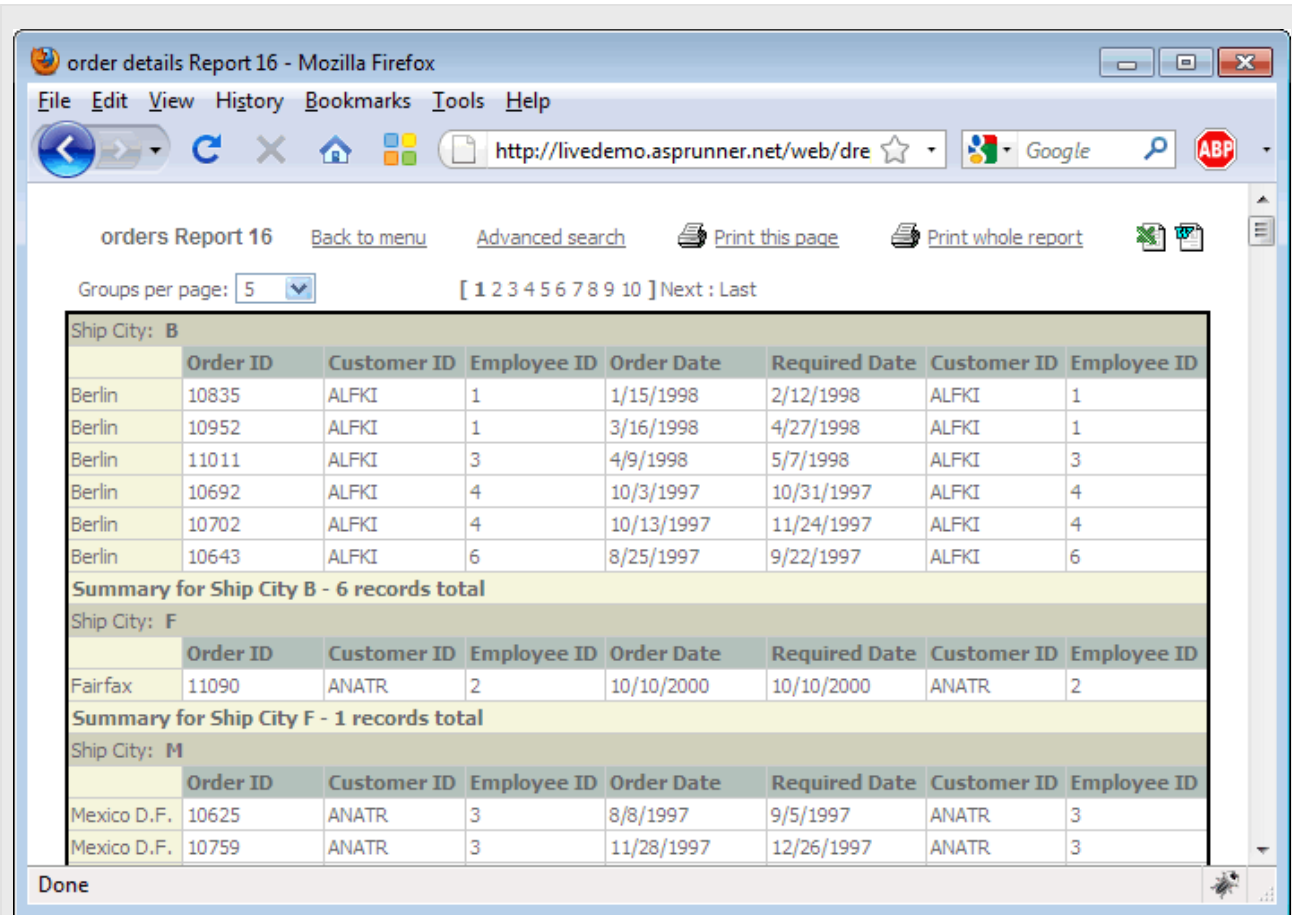 order details Report 16 - Mozilla Firefox
File Edit View History Bookmarks Tools Help
http://livedemo.asprunner.net/web/dre Google ABP
orders Report 16 Back to menu Advanced search Print this page Print whole report
Groups per page: 5 [ 1 2 3 4 5 6 7 8 9 10 ] Next : Last
Ship City: B
Order ID Customer ID Employee ID Order Date Required Date Customer ID Employee ID
Berlin 10835 ALFKI 1 1/15/1998 2/12/1998 ALFKI 1
Berlin 10952 ALFKI 1 3/16/1998 4/27/1998 ALFKI 1
Berlin 11011 ALFKI 3 4/9/1998 5/7/1998 ALFKI 3
Berlin 10692 ALFKI 4 10/3/1997 10/31/1997 ALFKI 4
Berlin 10702 ALFKI 4 10/13/1997 11/24/1997 ALFKI 4
Berlin 10643 ALFKI 6 8/25/1997 9/22/1997 ALFKI 6
Summary for Ship City B - 6 records total
Ship City: F
Order ID Customer ID Employee ID Order Date Required Date Customer ID Employee ID
Fairfax 11090 ANATR 2 10/10/2000 10/10/2000 ANATR 2
Summary for Ship City F - 1 records total
Ship City: M
Order ID Customer ID Employee ID Order Date Required Date Customer ID Employee ID
Mexico D.F. 10625 ANATR 3 8/8/1997 9/5/1997 ANATR 3
Mexico D.F. 10759 ANATR 3 11/28/1997 12/26/1997 ANATR 3
Done